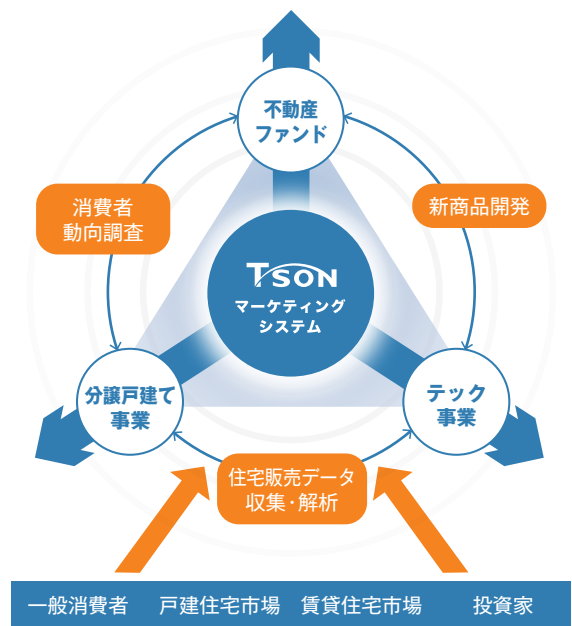 不動産
ファンド
消費者
動向調査
新商品開発
TSON
マーケティング
システム
分譲戸建て
事業
テック
事業
住宅販売データ
収集・解析
一般消費者 戸建住宅市場 賃貸住宅市場 投資家